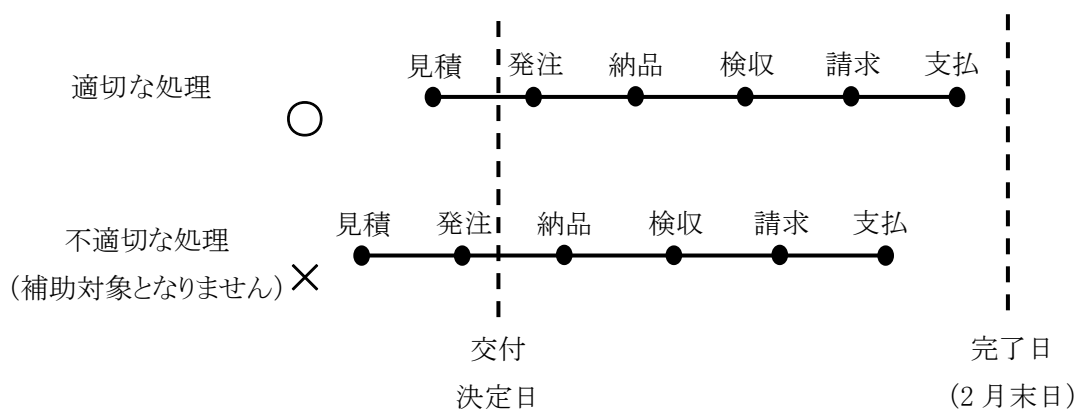 見積 発注 納品 検収 請求 支払
適切な処理
○
見積 発注 納品 検収 請求 支払
不適切な処理
(補助対象となりません) ×
交付
決定日
完了日
(2月末日)